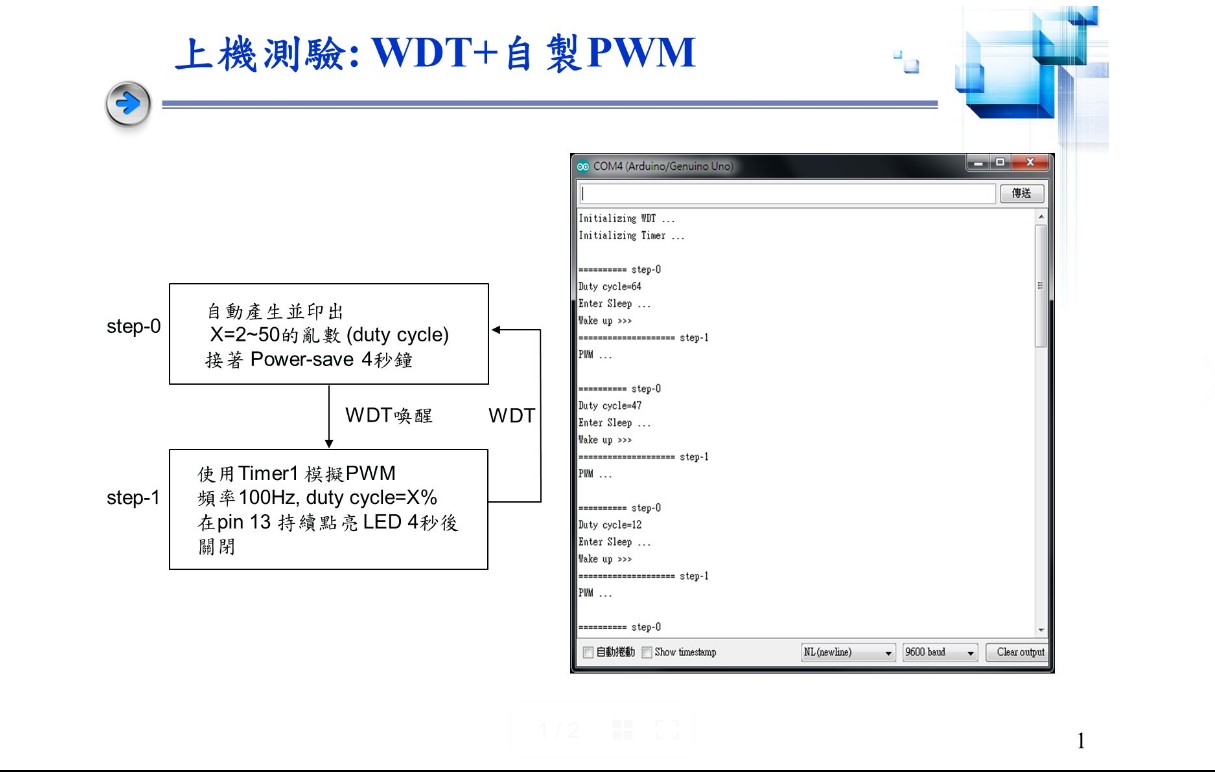 上機測驗: WDT+自製PWM
step-0
自動產生並印出
X=2~50的亂數 (duty cycle)
接著 Power-save 4秒鐘
WDT喚醒
WDT
step-1
使用Timer1 模擬PWM
頻率100Hz, duty cycle=X%
在pin 13 持續點亮 LED 4秒後
關閉
COM4 (Arduino/Genuino Uno)
傳送
Initializing WDT ...
Initializing Timer ...
========== step-0
Duty cycle=64
Enter Sleep ...
Wake up >>>
==================== step-1
PWM ...
========== step-0
Duty cycle=47
Enter Sleep ...
Wake up >>>
==================== step-1
PWM ...
========== step-0
Duty cycle=12
Enter Sleep ...
Wake up >>>
==================== step-1
PWM ...
========== step-0
自動捲動 Show timestamp NL(newline) 9600 baud Clear output
1 / 2
1